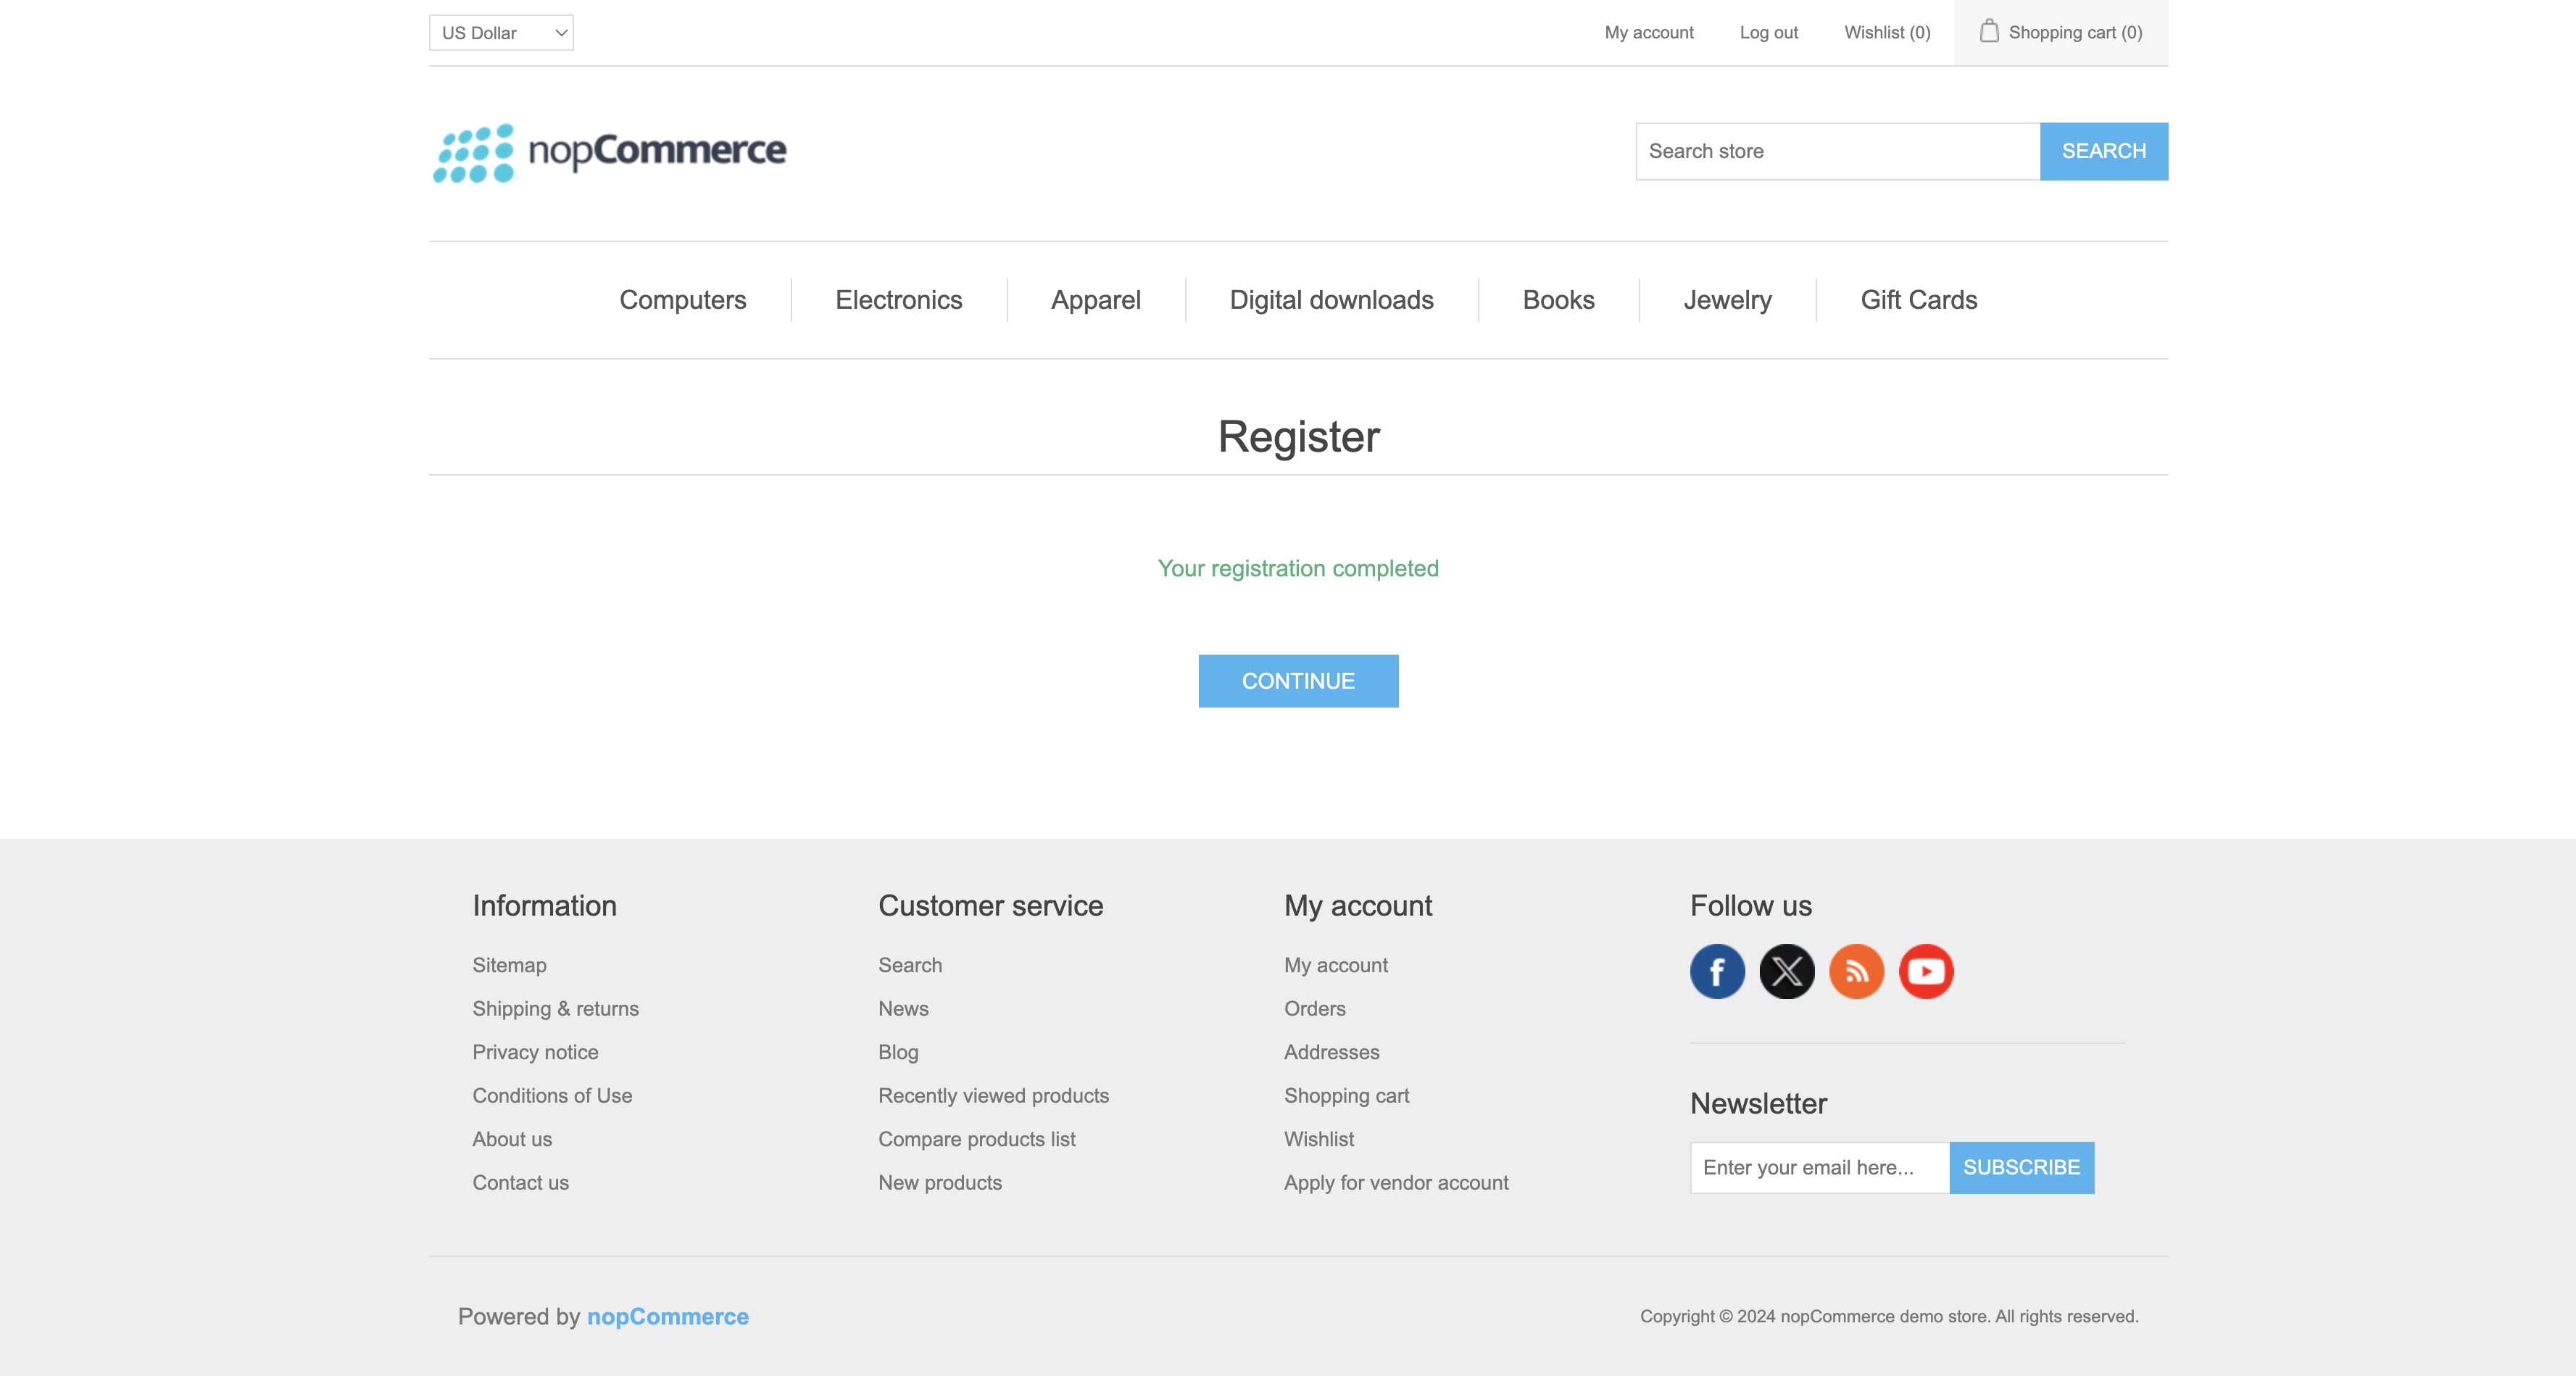 US Dollar
My account
Log out
Wishlist (0)
Shopping cart (0)
nopCommerce
Search store
SEARCH
Computers
Electronics
Apparel
Digital downloads
Books
Jewelry
Gift Cards
Register
Your registration completed
CONTINUE
Information
Sitemap
Shipping & returns
Privacy notice
Conditions of Use
About us
Contact us
Customer service
Search
News
Blog
Recently viewed products
Compare products list
New products
My account
My account
Orders
Addresses
Shopping cart
Wishlist
Apply for vendor account
Follow us
Newsletter
Enter your email here...
SUBSCRIBE
Powered by nopCommerce
Copyright © 2024 nopCommerce demo store. All rights reserved.